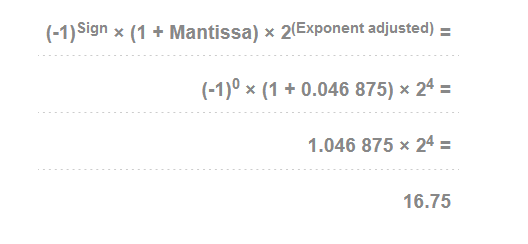 (-1)^Sign × (1 + Mantissa) × 2^(Exponent adjusted) =
(-1)^0 × (1 + 0.046 875) × 2^4 =
1.046 875 × 2^4 =
16.75